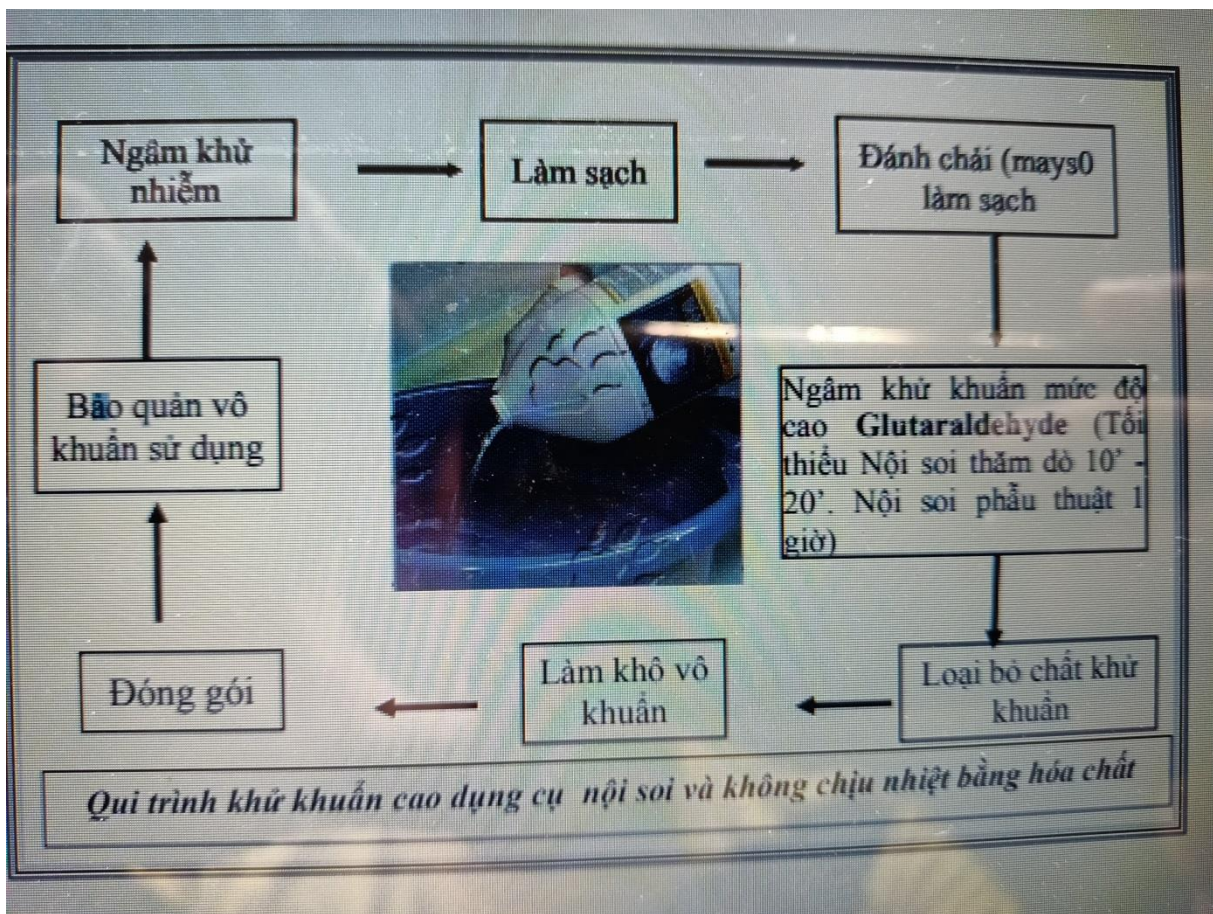 Ngâm khử
nhiễm
Làm sạch
Đánh chải (mays0
làm sạch
Bảo quản vô
khuẩn sử dụng
Ngâm khử khuẩn mức độ
cao Glutaraldehyde (Tối
thiểu Nội soi thăm dò 10’ -
20’. Nội soi phẫu thuật 1
giờ)
Đóng gói
Làm khô vô
khuẩn
Loại bỏ chất khử
khuẩn
Qui trình khử khuẩn cao dụng cụ nội soi và không chịu nhiệt bằng hóa chất